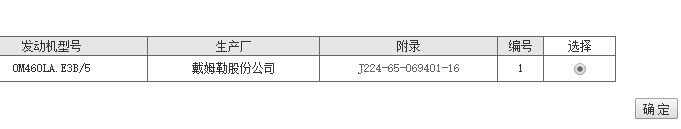 发动机型号 生产厂 附录 编号 选择
OM460LA.E3B/5 戴姆勒股份公司 J224-65-069401-16 1
确 定